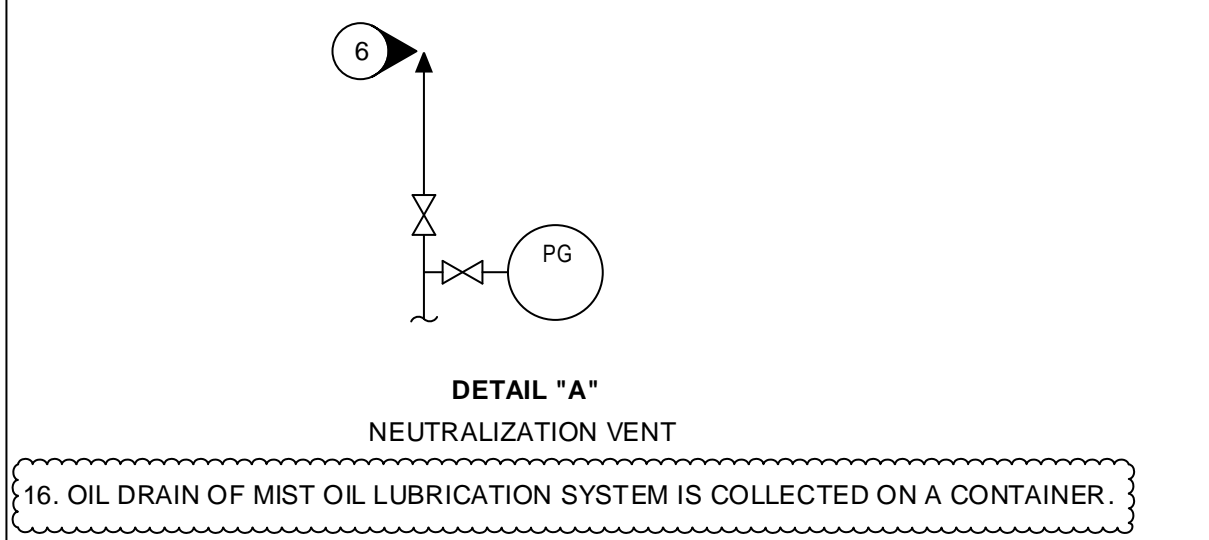 6
PG
DETAIL "A"
NEUTRALIZATION VENT
16. OIL DRAIN OF MIST OIL LUBRICATION SYSTEM IS COLLECTED ON A CONTAINER.